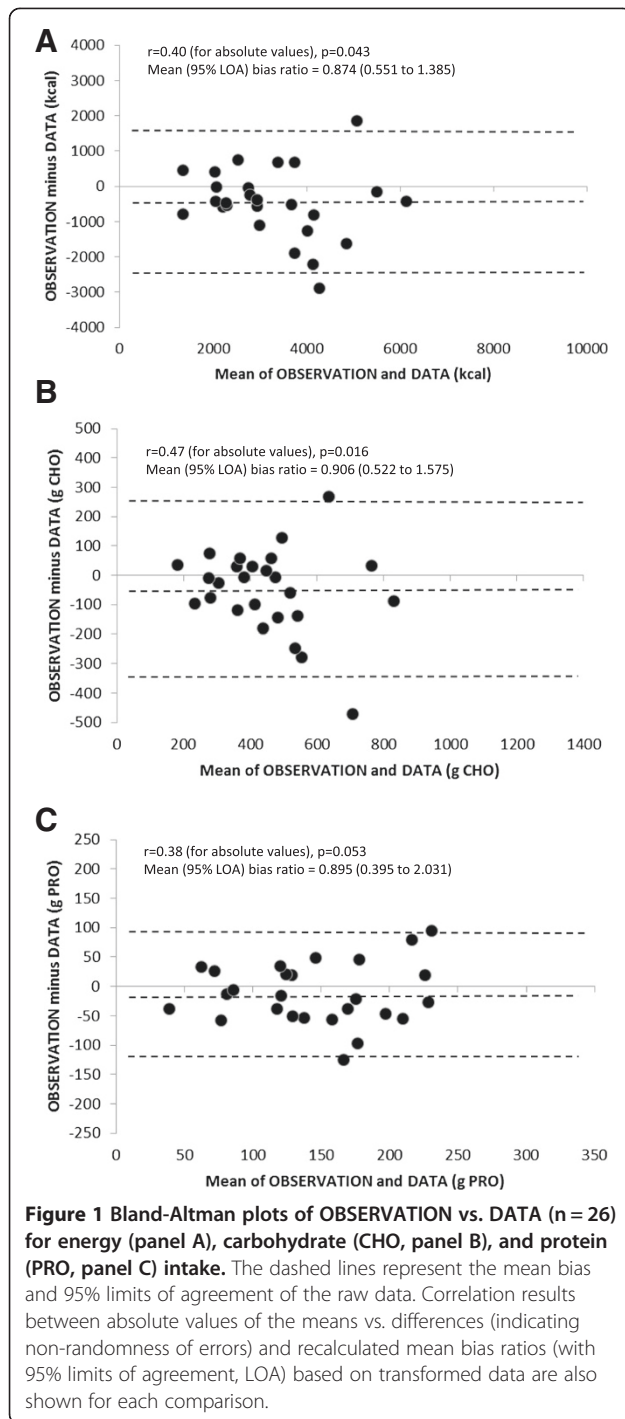 A
r=0.40 (for absolute values), p=0.043
Mean (95% LOA) bias ratio = 0.874 (0.551 to 1.385)
OBSERVATION minus DATA (kcal)
4000
3000
2000
1000
0
-1000
-2000
-3000
-4000
0 2000 4000 6000 8000 10000
Mean of OBSERVATION and DATA (kcal)
B
r=0.47 (for absolute values), p=0.016
Mean (95% LOA) bias ratio = 0.906 (0.522 to 1.575)
OBSERVATION minus DATA (g CHO)
500
400
300
200
100
0
-100
-200
-300
-400
-500
0 200 400 600 800 1000 1200 1400
Mean of OBSERVATION and DATA (g CHO)
C
r=0.38 (for absolute values), p=0.053
Mean (95% LOA) bias ratio = 0.895 (0.395 to 2.031)
OBSERVATION minus DATA (g PRO)
250
200
150
100
50
0
-50
-100
-150
-200
-250
0 50 100 150 200 250 300 350
Mean of OBSERVATION and DATA (g PRO)
Figure 1 Bland-Altman plots of OBSERVATION vs. DATA (n = 26)
for energy (panel A), carbohydrate (CHO, panel B), and protein
(PRO, panel C) intake. The dashed lines represent the mean bias
and 95% limits of agreement of the raw data. Correlation results
between absolute values of the means vs. differences (indicating
non-randomness of errors) and recalculated mean bias ratios (with
95% limits of agreement, LOA) based on transformed data are also
shown for each comparison.